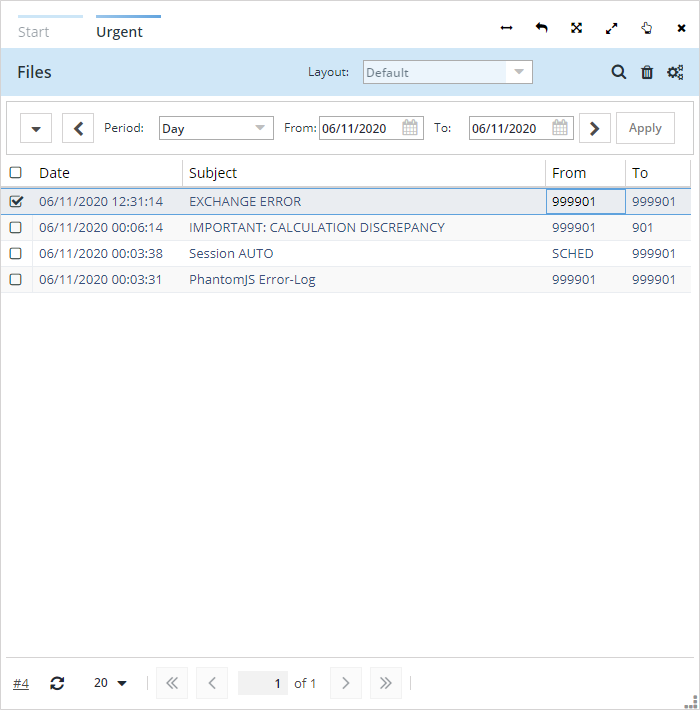 Start Urgent
Files Layout: Default
Period: Day From: 06/11/2020 To: 06/11/2020 Apply
Date Subject From To
06/11/2020 12:31:14 EXCHANGE ERROR 999901 999901
06/11/2020 00:06:14 IMPORTANT: CALCULATION DISCREPANCY 999901 901
06/11/2020 00:03:38 Session AUTO SCHED 999901
06/11/2020 00:03:31 PhantomJS Error-Log 999901 999901
#4 20 1 of 1